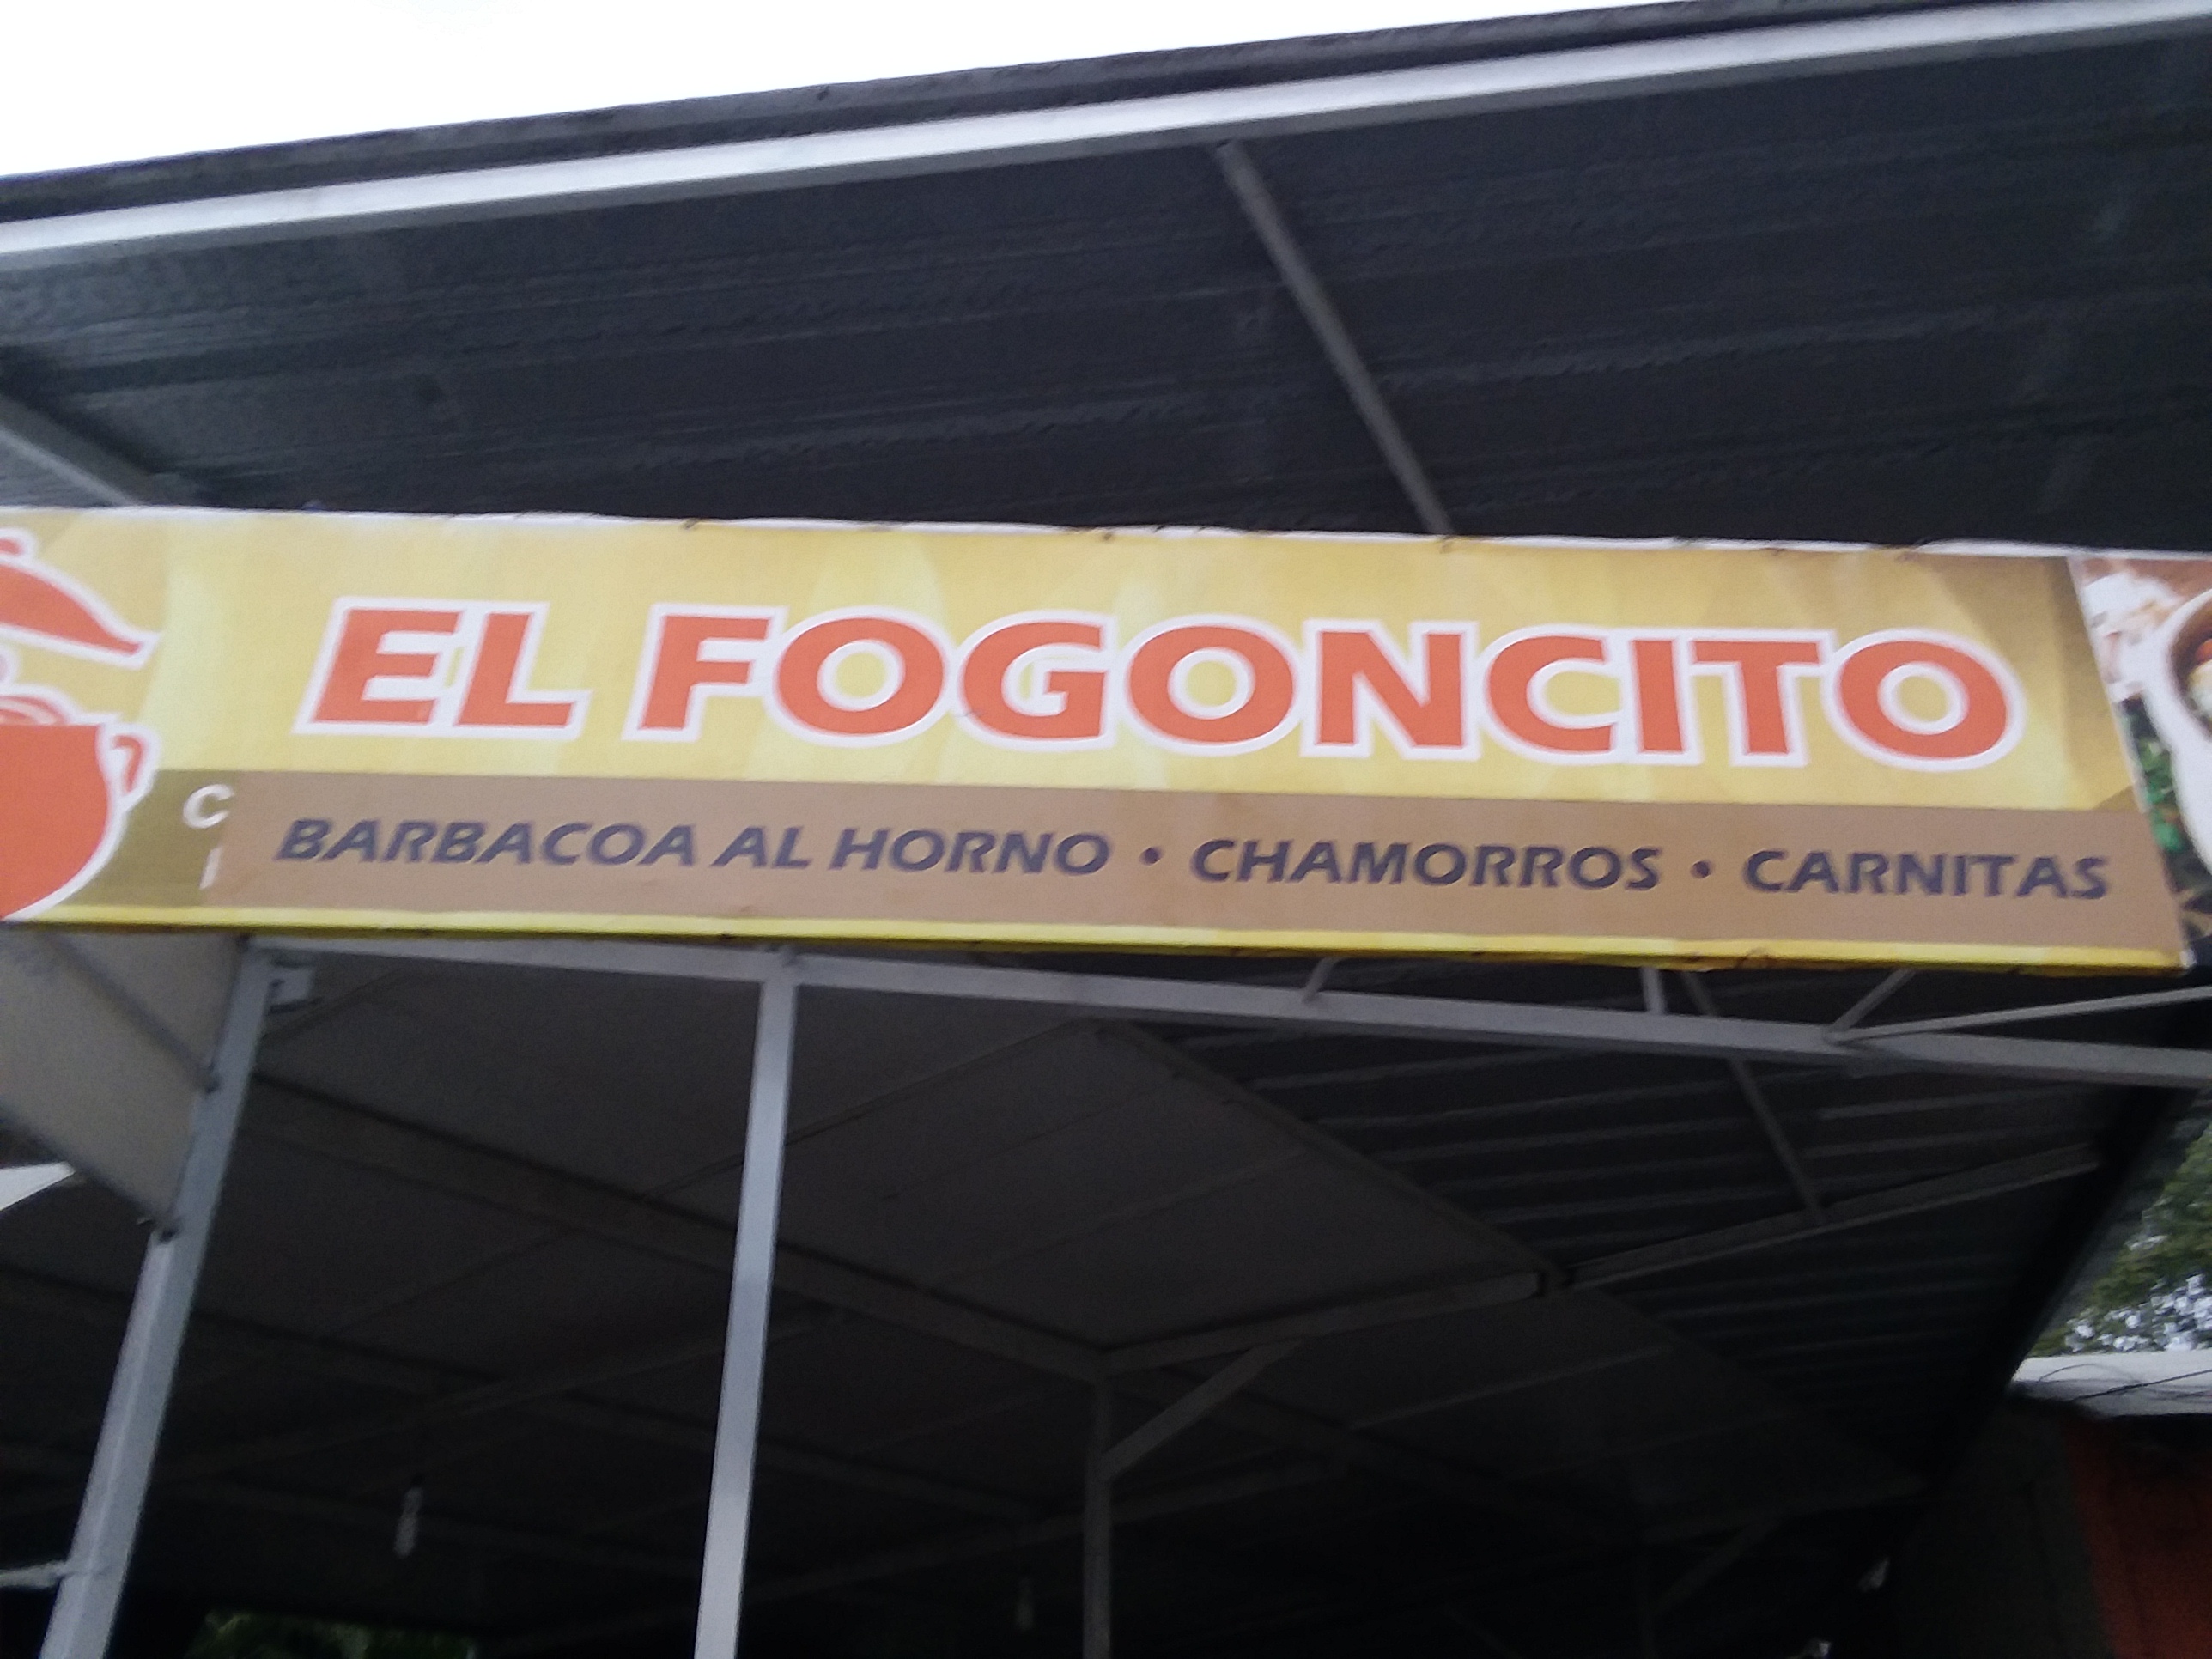 EL FOGONCITO
BARBACOA AL HORNO • CHAMORROS • CARNITAS